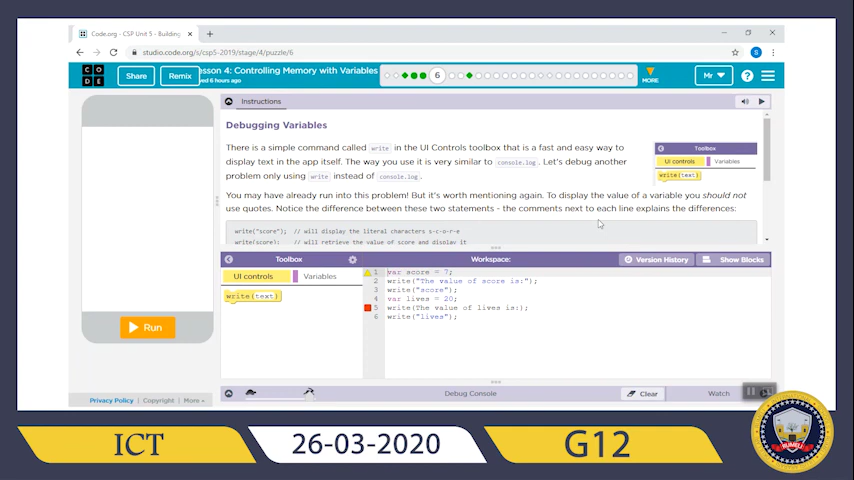 Code.org - CSP Unit 5 - Building
studio.code.org/s/csp5-2019/stage/4/puzzle/6
S
CODE
Share
Remix
esson 4: Controlling Memory with Variables
ved 6 hours ago
6
MORE
Mr
?
Instructions
Debugging Variables
There is a simple command called write in the UI Controls toolbox that is a fast and easy way to
display text in the app itself. The way you use it is very similar to console.log. Let's debug another
problem only using write instead of console.log.
Toolbox
UI controls
Variables
write(text)
You may have already run into this problem! But it's worth mentioning again. To display the value of a variable you should not
use quotes. Notice the difference between these two statements - the comments next to each line explains the differences:
write("score"); // will display the literal characters s-c-o-r-e
write(score); // will retrieve the value of score and display it
Toolbox
Workspace:
Version History
Show Blocks
UI controls
Variables
write(text)
1 var score = 7;
2 write("The value of score is:");
3 write("score");
4 var lives = 20;
5 write(The value of lives is:);
6 write("lives");
Run
Debug Console
Clear
Watch
Privacy Policy | Copyright | More
ICT
26-03-2020
G12
RUMELI